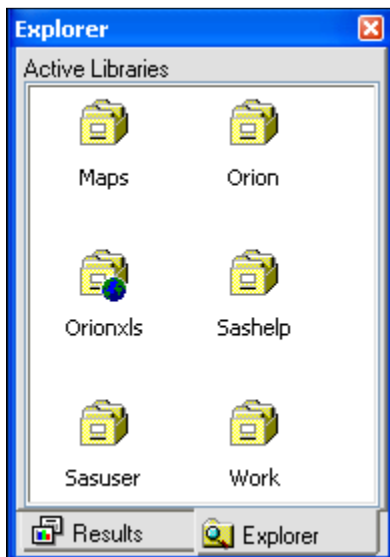 Explorer
Active Libraries
Maps Orion
Orionxls Sashelp
Sasuser Work
Results Explorer